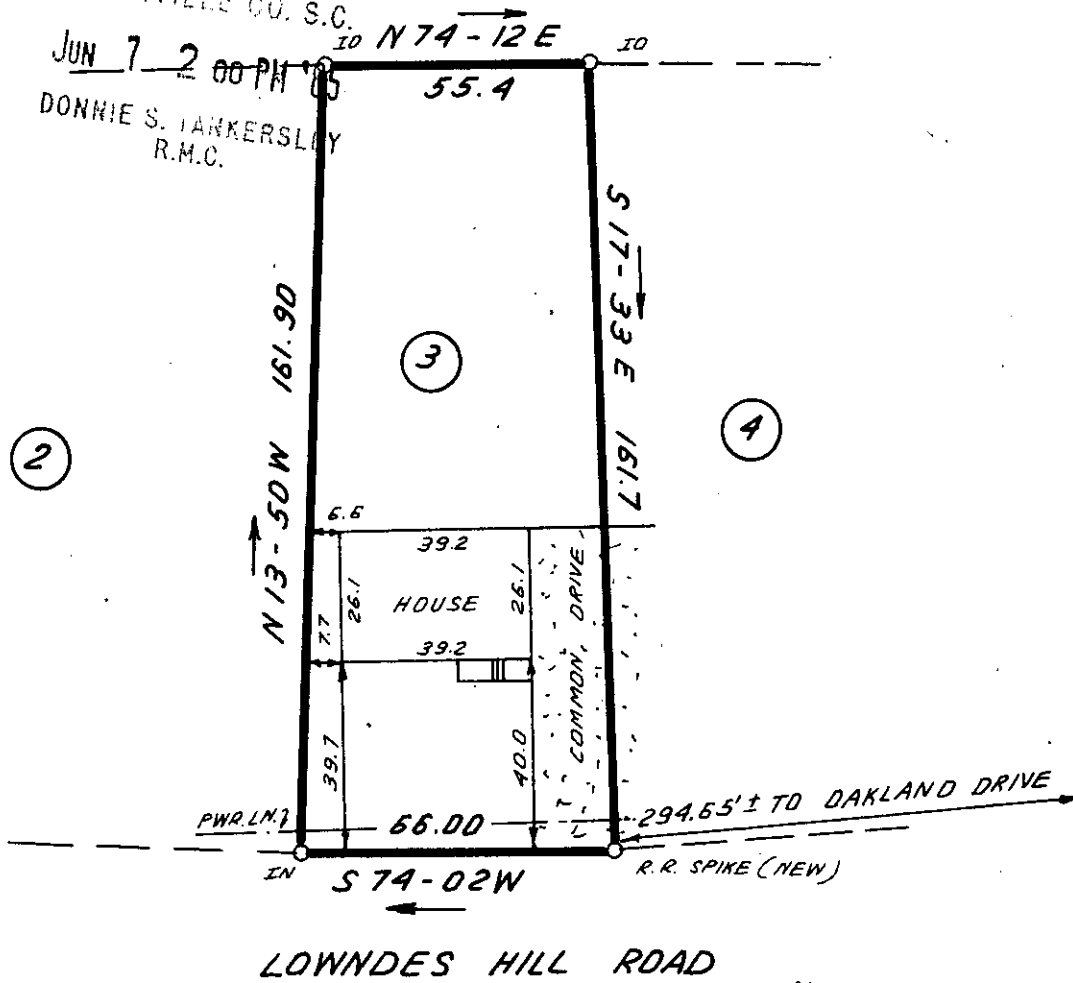 CO. S.C.
JUN 7 2 00 PM '85
DONNIE S. TANKERSLEY
R.M.C.
IO N 74-12 E IO
55.4
S 17-33 E 161.7
N 13-50 W 161.90
3
2
4
6.6
39.2
26.1
HOUSE
26.1
7.7
39.2
COMMON DRIVE
39.7
40.0
PWR. LN.
66.00
294.65' ± TO OAKLAND DRIVE
IN
S 74-02 W
R.R. SPIKE (NEW)
LOWNDES HILL ROAD